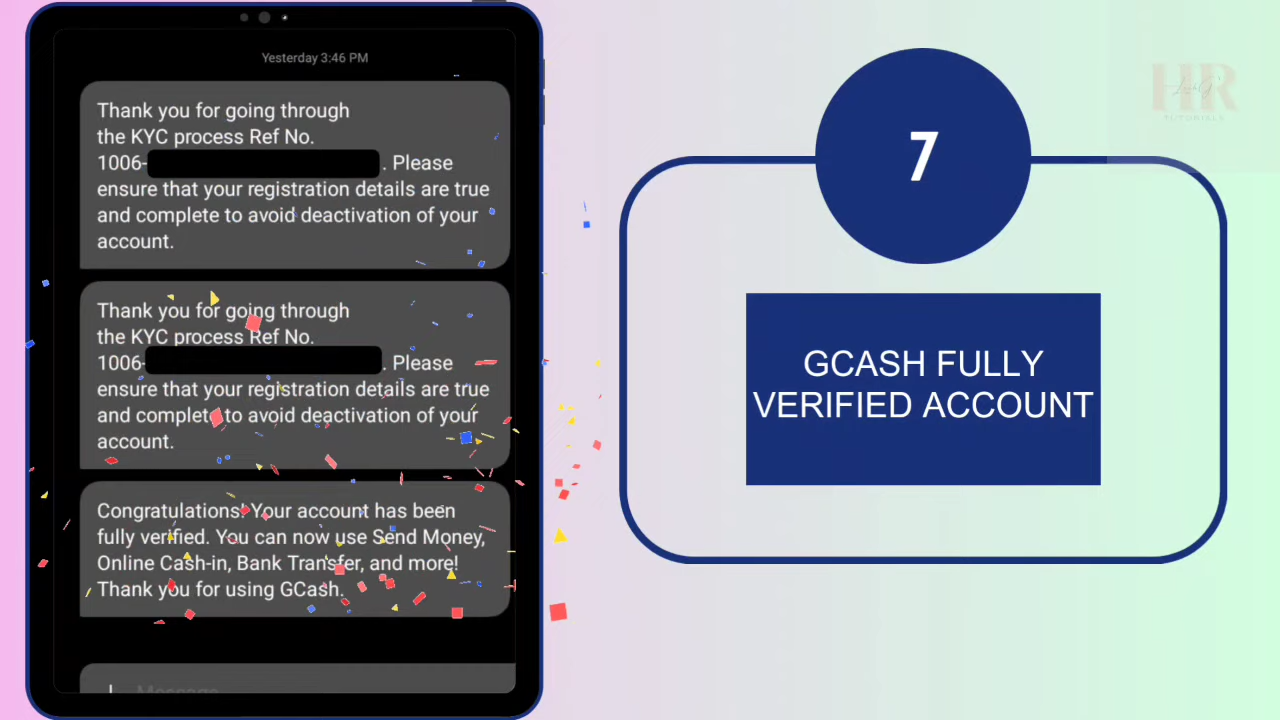 Yesterday 3:46 PM
Thank you for going through
the KYC process Ref No.
1006- . Please
ensure that your registration details are true
and complete to avoid deactivation of your
account.
Thank you for going through
the KYC process Ref No.
1006- . Please
ensure that your registration details are true
and complete to avoid deactivation of your
account.
Congratulations! Your account has been
fully verified. You can now use Send Money,
Online Cash-in, Bank Transfer, and more!
Thank you for using GCash.
Message
7
GCASH FULLY
VERIFIED ACCOUNT
HR
TUTORIALS